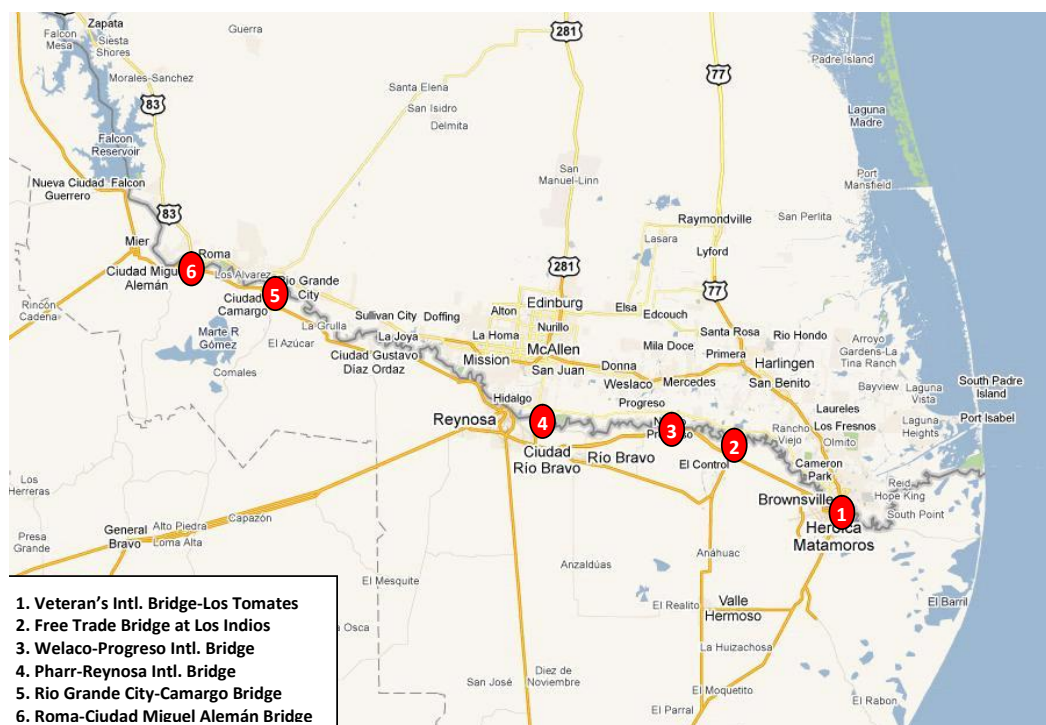 Zapata
Falcon
Mesa
Siesta
Shores
Guerra
281
77
Padre Island
Morales-Sanchez
83
Santa Elena
San Isidro
Delmita
Laguna
Madre
Falcon
Reservoir
San
Manuel-Linn
Port
Mansfield
Nueva Ciudad
Guerrero
Falcon
83
Raymondville
San Perlita
Lasara
Lyford
Mier
Roma
6
Ciudad Miguel
Alemán
Los Alvarez
Rio Grande
City
5
Ciudad
Camargo
281
77
Rincón
Cadena
Edinburg
Elsa
Edcouch
Alton
Nurillo
Sullivan City
Doffing
La Grulla
La Joya
La Homa
McAllen
Mission
San Juan
Santa Rosa
Rio Hondo
Mila Doce
Primera
Arroyo
Gardens-La
Tina Ranch
Harlingen
Marte R
Gómez
El Azúcar
Comales
Ciudad Gustavo
Díaz Ordaz
Donna
Weslaco
Mercedes
San Benito
Bayview
Laguna
Vista
South Padre
Island
Hidalgo
Progreso
Laureles
Los Fresnos
Laguna
Heights
Port Isabel
Reynosa
4
3
2
Rancho
Viejo
Olmito
Ciudad
Río Bravo
Río Bravo
El Control
Cameron
Park
Los
Herreras
Brownsville
1
Reid
Hope King
South Point
Heroica
Matamoros
Presa
Grande
General
Bravo
Alto Piedra
Loma Alta
Capazón
Anáhuac
Anzaldúas
El Mesquite
El Realito
Valle
Hermoso
El Barril
Osca
La Huizachosa
San José
Diez de
Noviembre
El Moquetito
El Parral
El Rabon
1. Veteran’s Intl. Bridge-Los Tomates
2. Free Trade Bridge at Los Indios
3. Welaco-Progreso Intl. Bridge
4. Pharr-Reynosa Intl. Bridge
5. Rio Grande City-Camargo Bridge
6. Roma-Ciudad Miguel Alemán Bridge